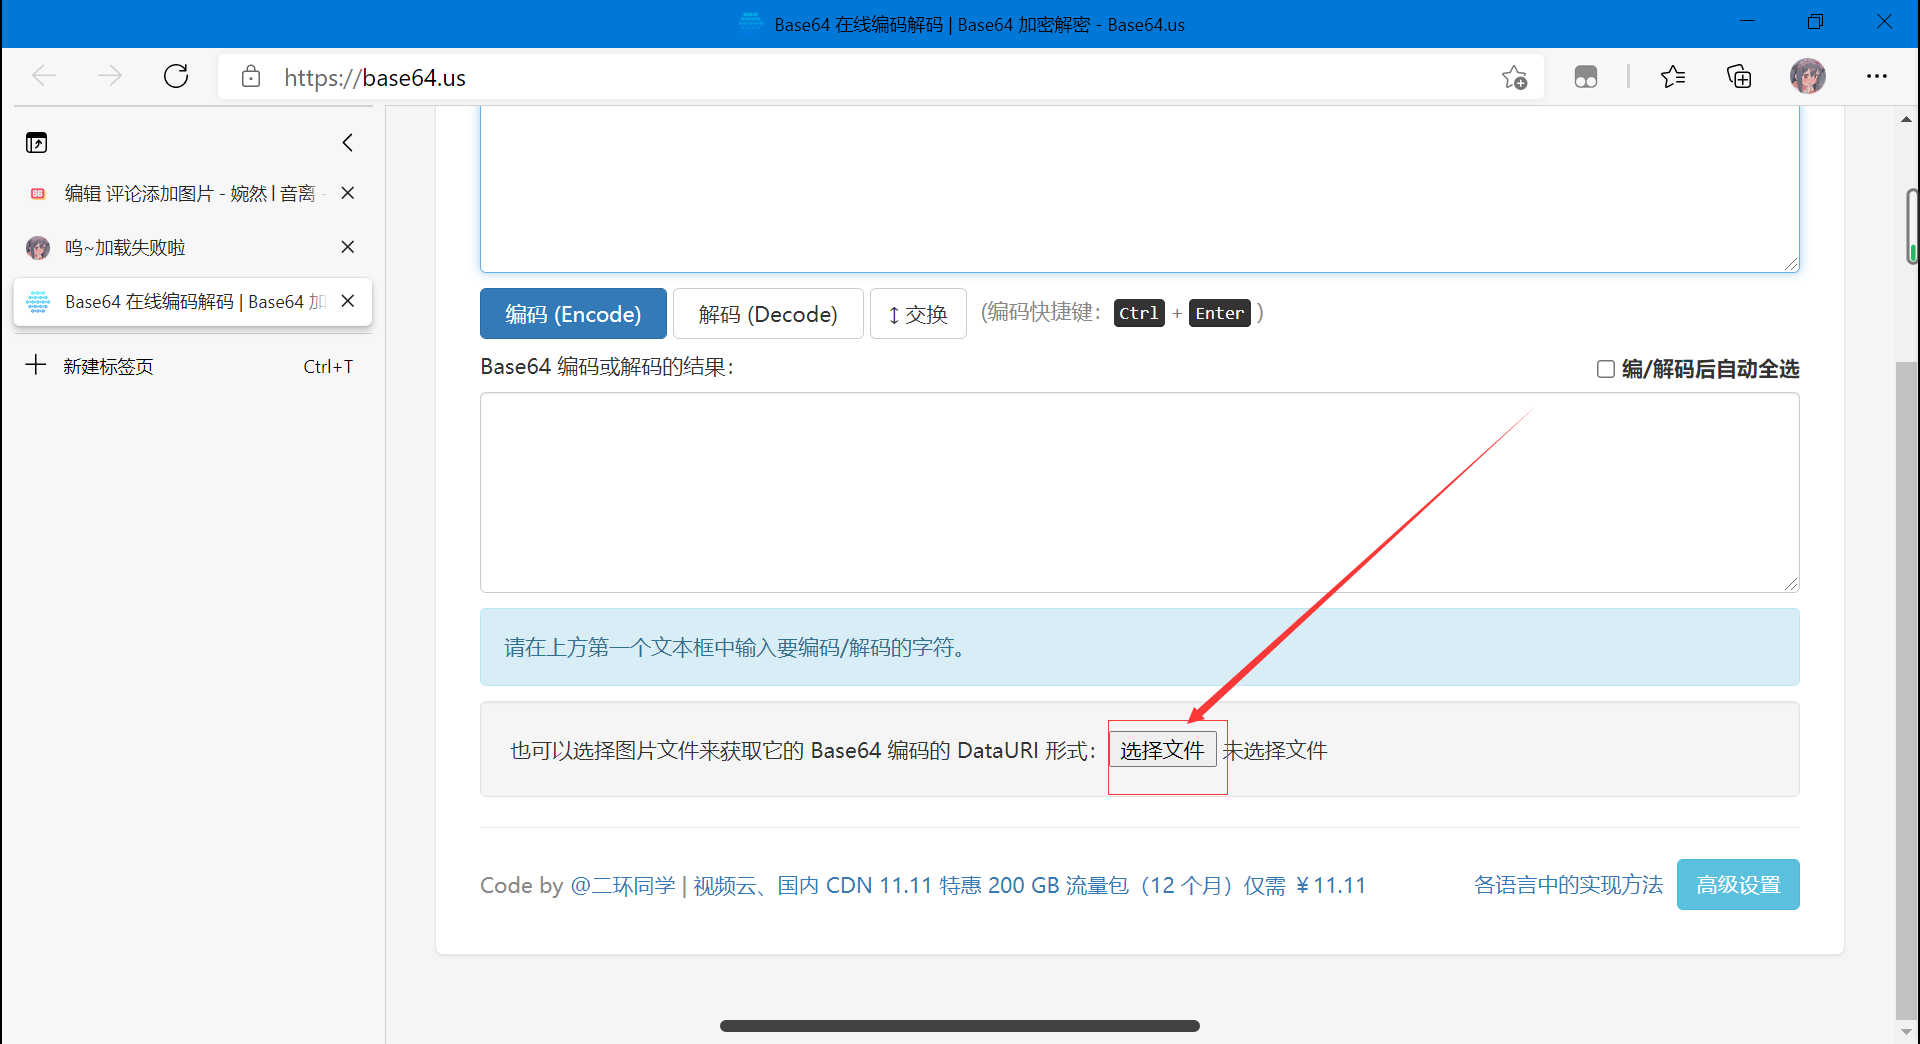 Base64 在线编码解码 | Base64 加密解密 - Base64.us
https://base64.us
编辑 评论添加图片 - 婉然 | 音离 -
呜~加载失败啦
Base64 在线编码解码 | Base64 加
新建标签页 Ctrl+T
编码 (Encode) 解码 (Decode) ↕ 交换 (编码快捷键: Ctrl + Enter )
Base64 编码或解码的结果: 编/解码后自动全选
请在上方第一个文本框中输入要编码/解码的字符。
也可以选择图片文件来获取它的 Base64 编码的 DataURI 形式: 选择文件 未选择文件
Code by @二环同学 | 视频云、国内 CDN 11.11 特惠 200 GB 流量包（12 个月）仅需 ¥11.11 各语言中的实现方法 高级设置